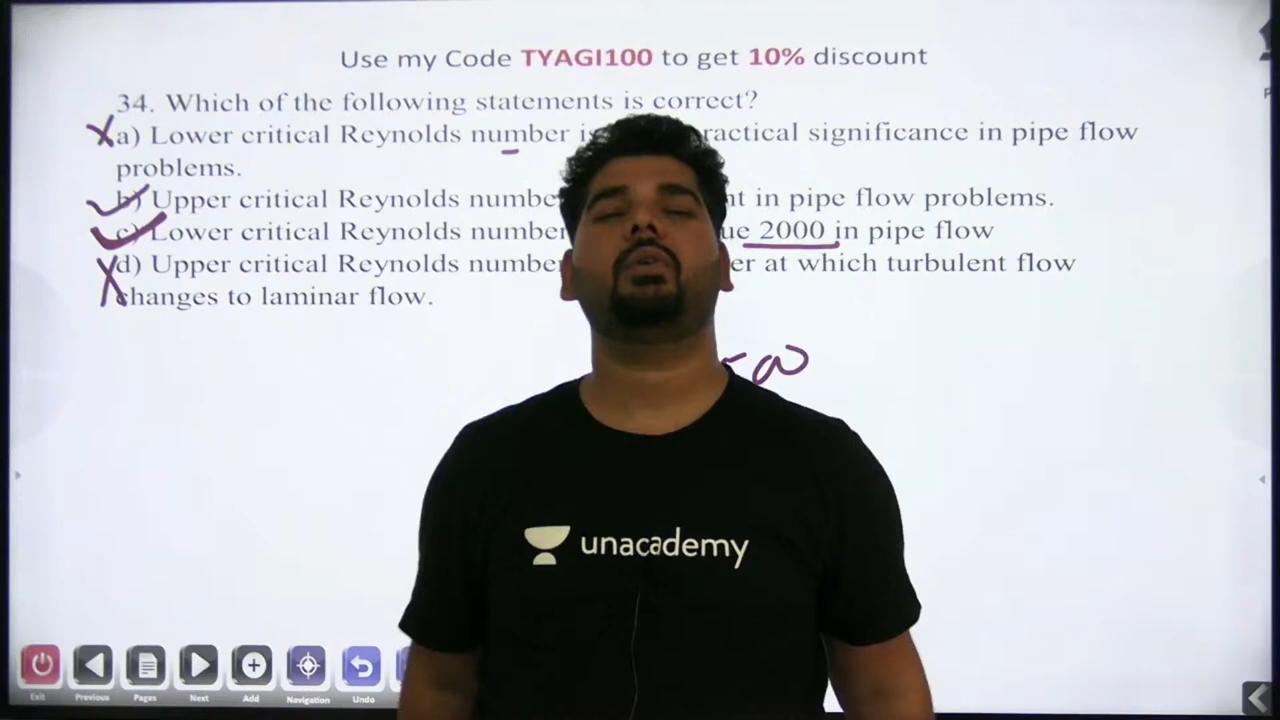 Use my Code TYAGI100 to get 10% discount
34. Which of the following statements is correct?
a) Lower critical Reynolds number is ractical significance in pipe flow
problems.
b) Upper critical Reynolds numbe nt in pipe flow problems.
c) Lower critical Reynolds number ue 2000 in pipe flow
d) Upper critical Reynolds number er at which turbulent flow
changes to laminar flow.
unacademy
Exit Previous Pages Next Add Navigation Undo